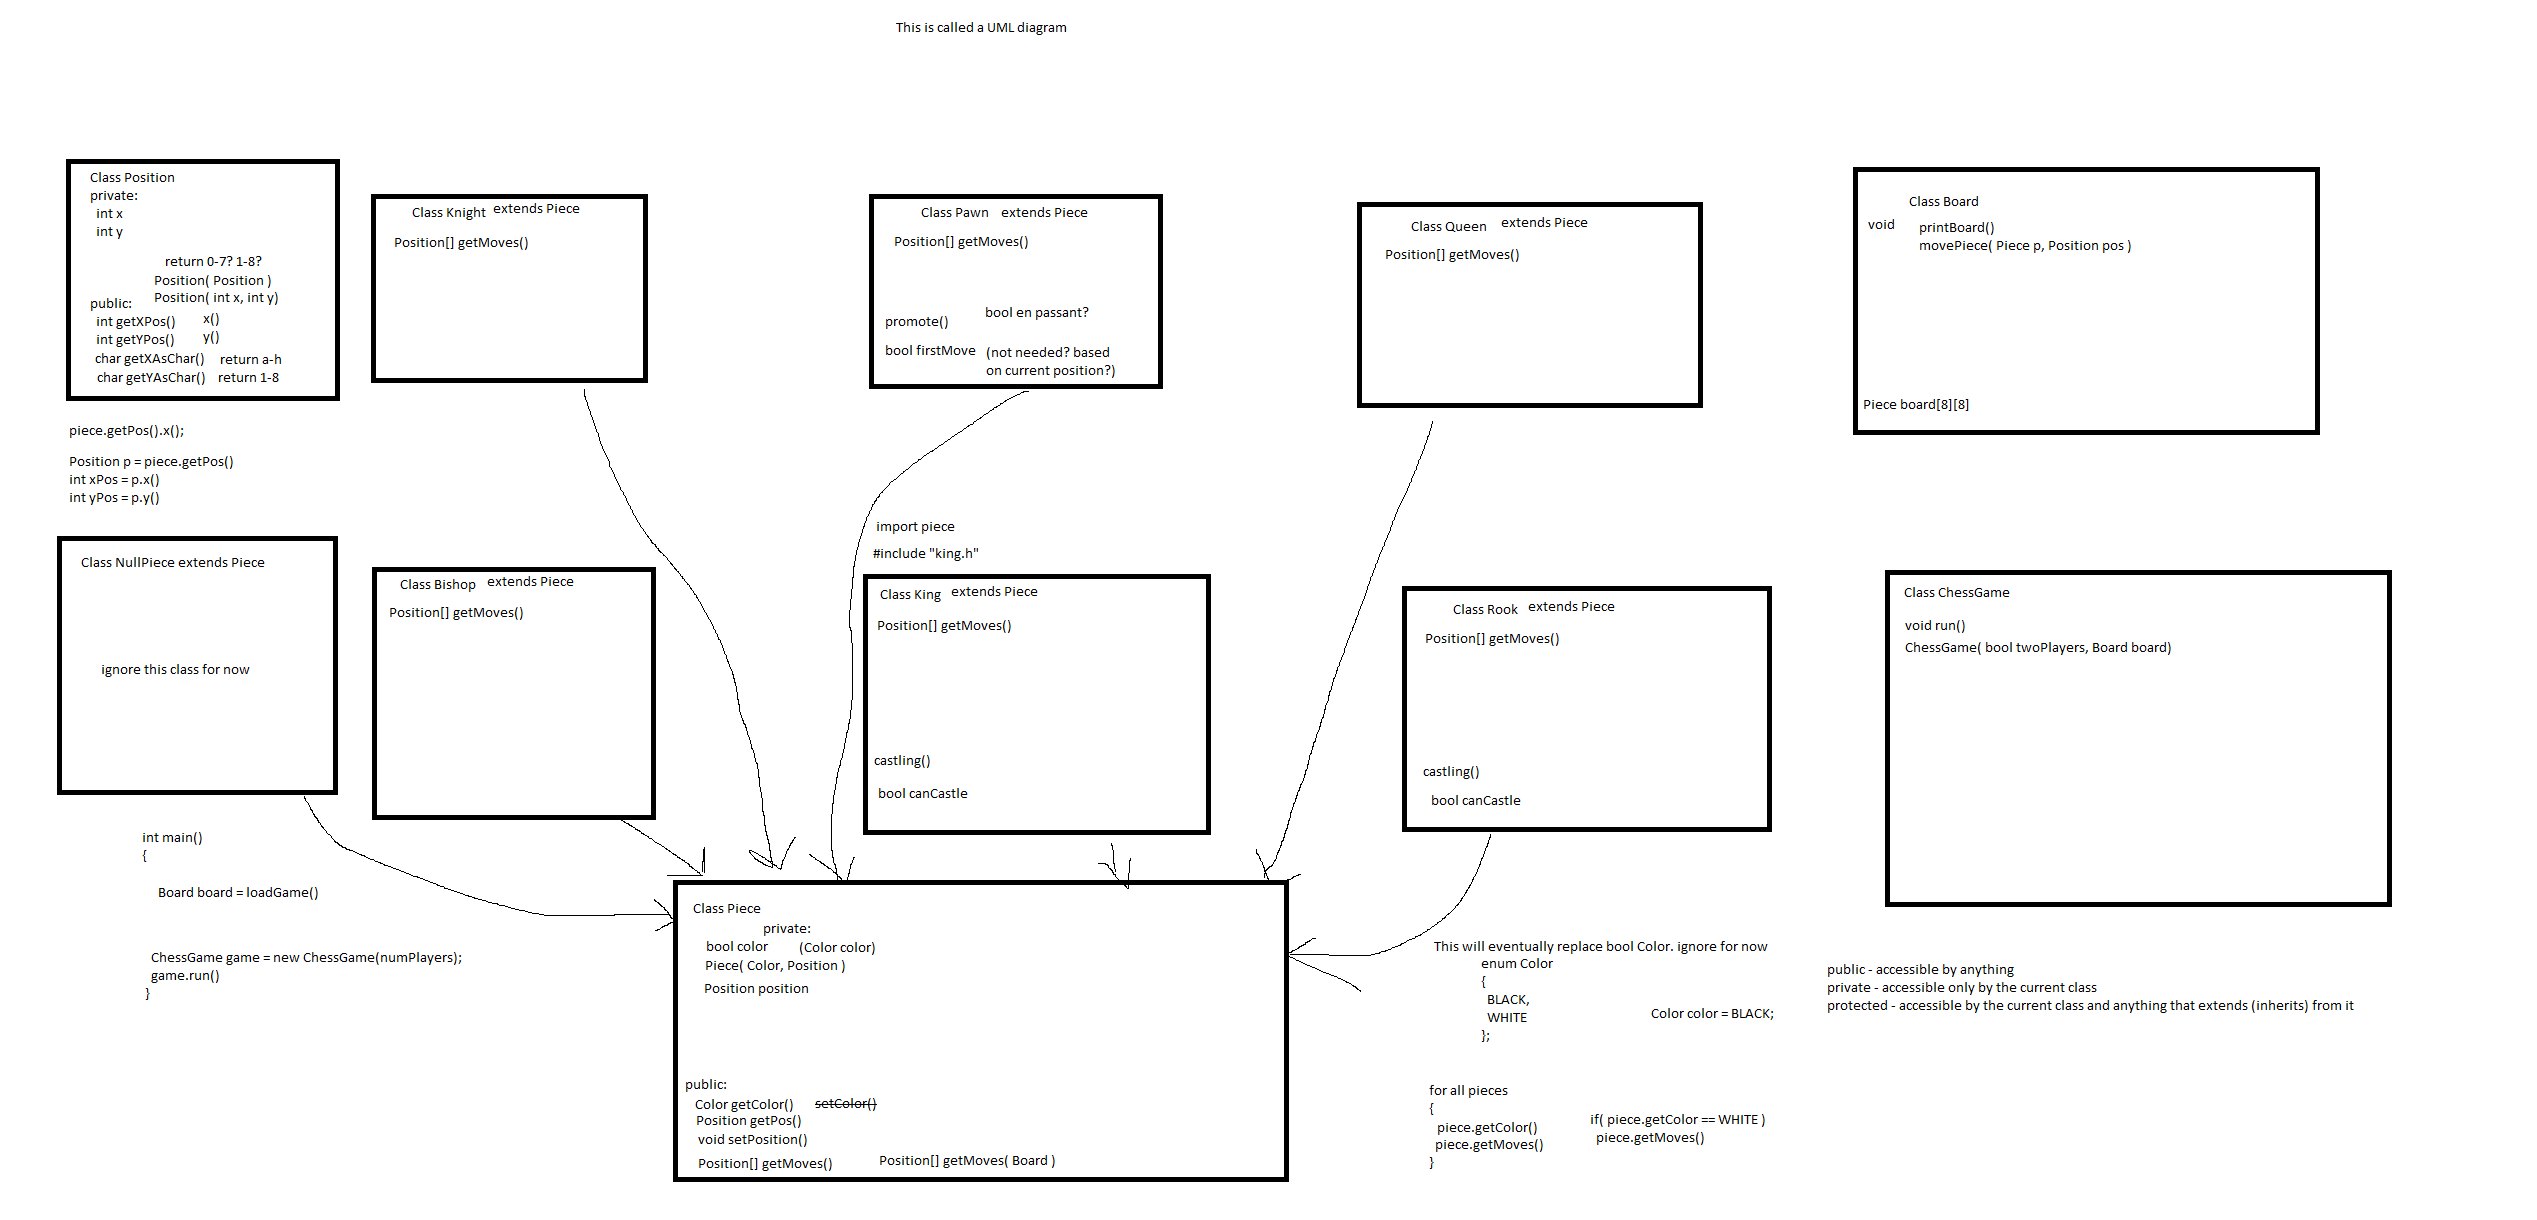 This is called a UML diagram
Class Position
private:
int x
int y
return 0-7? 1-8?
Position( Position )
Position( int x, int y)
public:
int getXPos() x()
int getYPos() y()
char getXAsChar() return a-h
char getYAsChar() return 1-8
piece.getPos().x();
Position p = piece.getPos()
int xPos = p.x()
int yPos = p.y()
Class Knight extends Piece
Position[] getMoves()
Class Pawn extends Piece
Position[] getMoves()
bool en passant?
promote()
bool firstMove (not needed? based
on current position?)
Class Queen extends Piece
Position[] getMoves()
Class Board
void printBoard()
movePiece( Piece p, Position pos )
Piece board[8][8]
Class NullPiece extends Piece
ignore this class for now
Class Bishop extends Piece
Position[] getMoves()
import piece
#include "king.h"
Class King extends Piece
Position[] getMoves()
castling()
bool canCastle
Class Rook extends Piece
Position[] getMoves()
castling()
bool canCastle
Class ChessGame
void run()
ChessGame( bool twoPlayers, Board board)
int main()
{
Board board = loadGame()
ChessGame game = new ChessGame(numPlayers);
game.run()
}
Class Piece
private:
bool color (Color color)
Piece( Color, Position )
Position position
public:
Color getColor() setColor()
Position getPos()
void setPosition()
Position[] getMoves() Position[] getMoves( Board )
This will eventually replace bool Color. ignore for now
enum Color
{
BLACK,
WHITE
};
Color color = BLACK;
for all pieces
{
piece.getColor()
piece.getMoves()
}
if( piece.getColor == WHITE )
piece.getMoves()
public - accessible by anything
private - accessible only by the current class
protected - accessible by the current class and anything that extends (inherits) from it